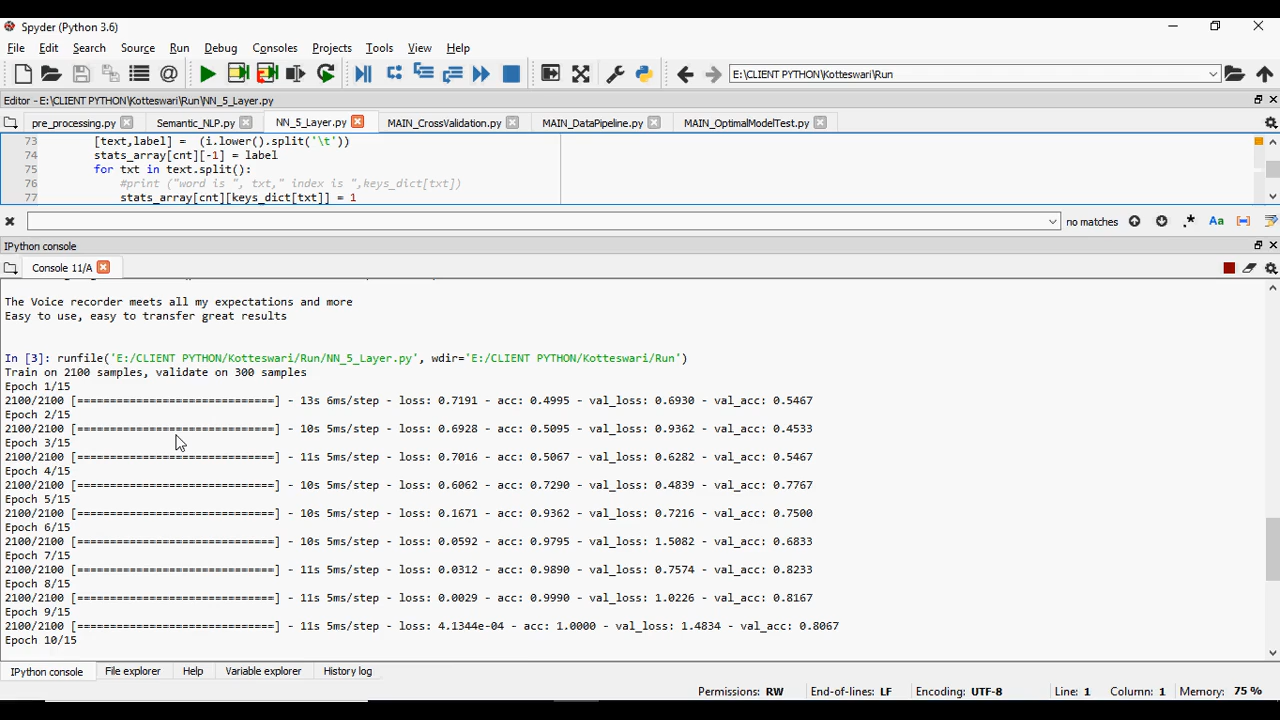 Spyder (Python 3.6)
File Edit Search Source Run Debug Consoles Projects Tools View Help
E:\CLIENT PYTHON\Kotteswari\Run
Editor - E:\CLIENT PYTHON\Kotteswari\Run\NN_5_Layer.py
pre_processing.py Semantic_NLP.py NN_5_Layer.py MAIN_CrossValidation.py MAIN_DataPipeline.py MAIN_OptimalModelTest.py
73 [text,label] = (i.lower().split('\t'))
74 stats_array[cnt][-1] = label
75 for txt in text.split():
76 #print ("word is ", txt," index is ",keys_dict[txt])
77 stats_array[cnt][keys_dict[txt]] = 1
no matches .* Aa
IPython console
Console 11/A
The Voice recorder meets all my expectations and more
Easy to use, easy to transfer great results
In [3]: runfile('E:/CLIENT PYTHON/Kotteswari/Run/NN_5_Layer.py', wdir='E:/CLIENT PYTHON/Kotteswari/Run')
Train on 2100 samples, validate on 300 samples
Epoch 1/15
2100/2100 [==============================] - 13s 6ms/step - loss: 0.7191 - acc: 0.4995 - val_loss: 0.6930 - val_acc: 0.5467
Epoch 2/15
2100/2100 [==============================] - 10s 5ms/step - loss: 0.6928 - acc: 0.5095 - val_loss: 0.9362 - val_acc: 0.4533
Epoch 3/15
2100/2100 [==============================] - 11s 5ms/step - loss: 0.7016 - acc: 0.5067 - val_loss: 0.6282 - val_acc: 0.5467
Epoch 4/15
2100/2100 [==============================] - 10s 5ms/step - loss: 0.6062 - acc: 0.7290 - val_loss: 0.4839 - val_acc: 0.7767
Epoch 5/15
2100/2100 [==============================] - 10s 5ms/step - loss: 0.1671 - acc: 0.9362 - val_loss: 0.7216 - val_acc: 0.7500
Epoch 6/15
2100/2100 [==============================] - 10s 5ms/step - loss: 0.0592 - acc: 0.9795 - val_loss: 1.5082 - val_acc: 0.6833
Epoch 7/15
2100/2100 [==============================] - 11s 5ms/step - loss: 0.0312 - acc: 0.9890 - val_loss: 0.7574 - val_acc: 0.8233
Epoch 8/15
2100/2100 [==============================] - 11s 5ms/step - loss: 0.0029 - acc: 0.9990 - val_loss: 1.0226 - val_acc: 0.8167
Epoch 9/15
2100/2100 [==============================] - 11s 5ms/step - loss: 4.1344e-04 - acc: 1.0000 - val_loss: 1.4834 - val_acc: 0.8067
Epoch 10/15
IPython console File explorer Help Variable explorer History log
Permissions: RW End-of-lines: LF Encoding: UTF-8 Line: 1 Column: 1 Memory: 75 %